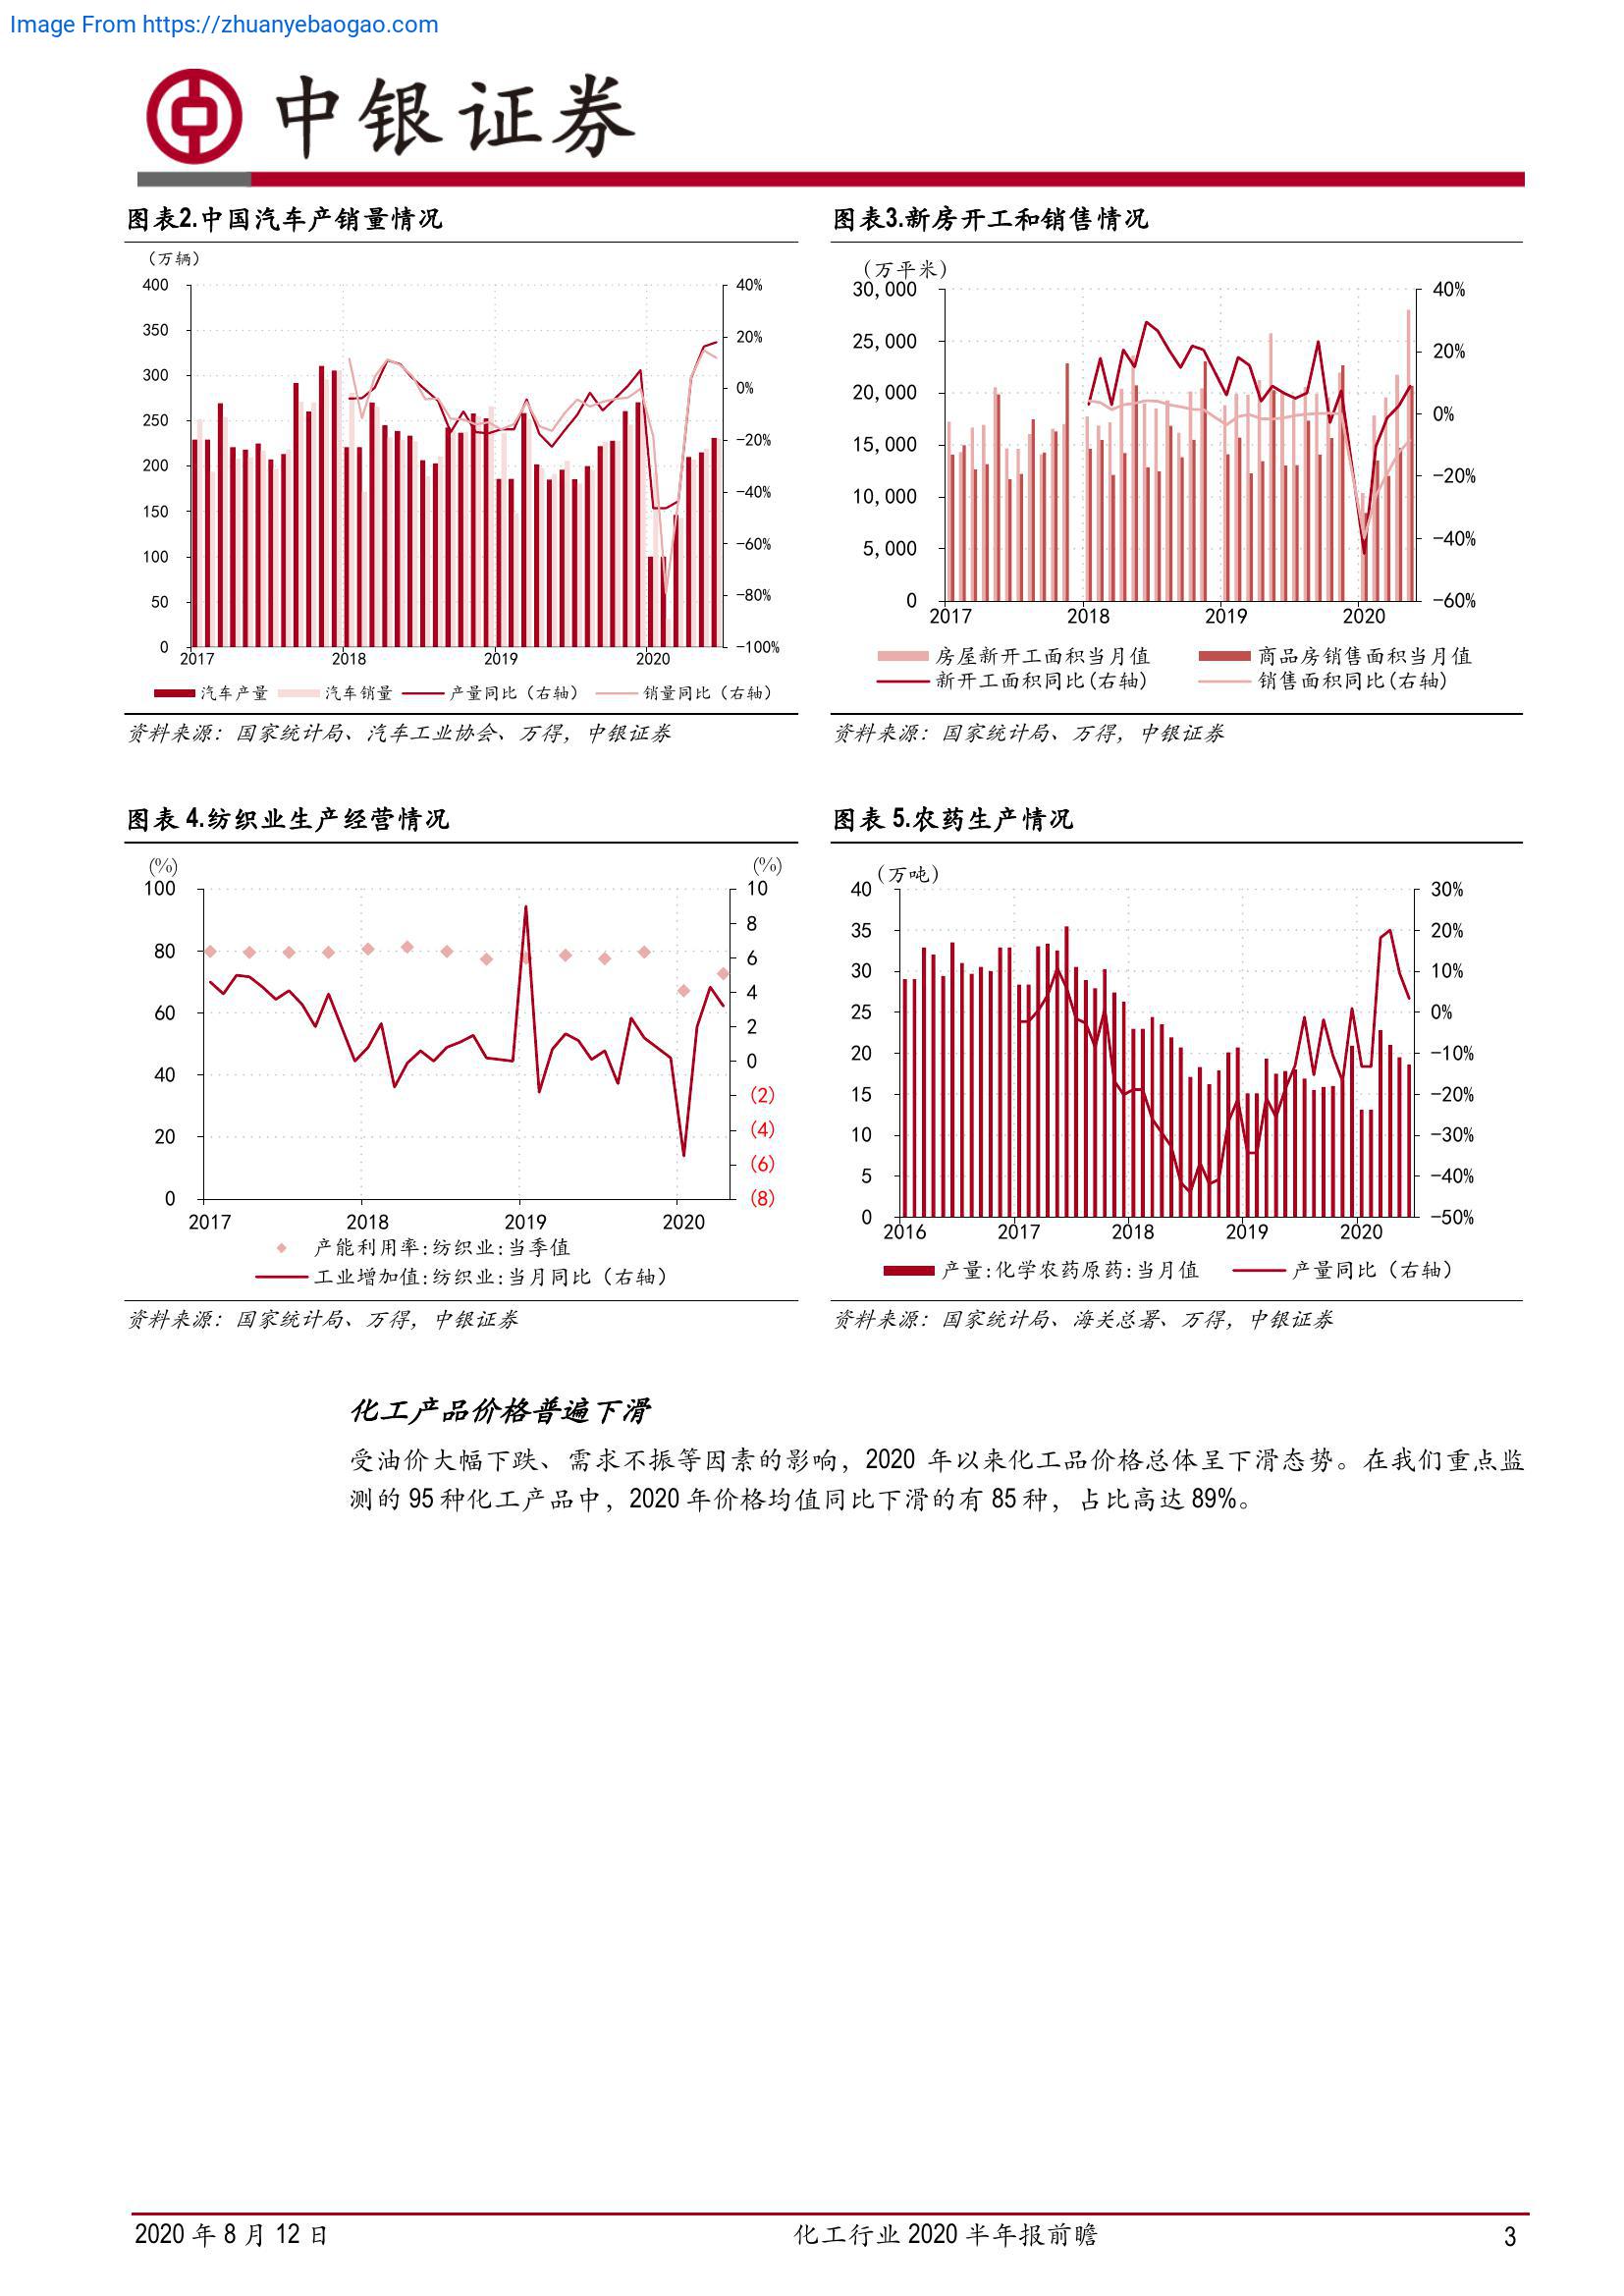 Image From https://zhuanyebaogao.com
中银证券
图表2.中国汽车产销量情况
（万辆）
400
350
300
250
200
150
100
50
0
40%
20%
0%
-20%
-40%
-60%
-80%
-100%
2017 2018 2019 2020
汽车产量 汽车销量 产量同比（右轴） 销量同比（右轴）
资料来源：国家统计局、汽车工业协会、万得，中银证券
图表3.新房开工和销售情况
（万平米）
30,000
25,000
20,000
15,000
10,000
5,000
0
40%
20%
0%
-20%
-40%
-60%
2017 2018 2019 2020
房屋新开工面积当月值 商品房销售面积当月值
新开工面积同比(右轴) 销售面积同比(右轴)
资料来源：国家统计局、万得，中银证券
图表 4.纺织业生产经营情况
(%)
100
80
60
40
20
0
(%)
10
8
6
4
2
0
(2)
(4)
(6)
(8)
2017 2018 2019 2020
产能利用率:纺织业:当季值
工业增加值:纺织业:当月同比（右轴）
资料来源：国家统计局、万得，中银证券
图表 5.农药生产情况
（万吨）
40
35
30
25
20
15
10
5
0
30%
20%
10%
0%
-10%
-20%
-30%
-40%
-50%
2016 2017 2018 2019 2020
产量:化学农药原药:当月值 产量同比（右轴）
资料来源：国家统计局、海关总署、万得，中银证券
化工产品价格普遍下滑
受油价大幅下跌、需求不振等因素的影响，2020 年以来化工品价格总体呈下滑态势。在我们重点监
测的 95 种化工产品中，2020 年价格均值同比下滑的有 85 种，占比高达 89%。
2020 年 8 月 12 日 化工行业 2020 半年报前瞻 3